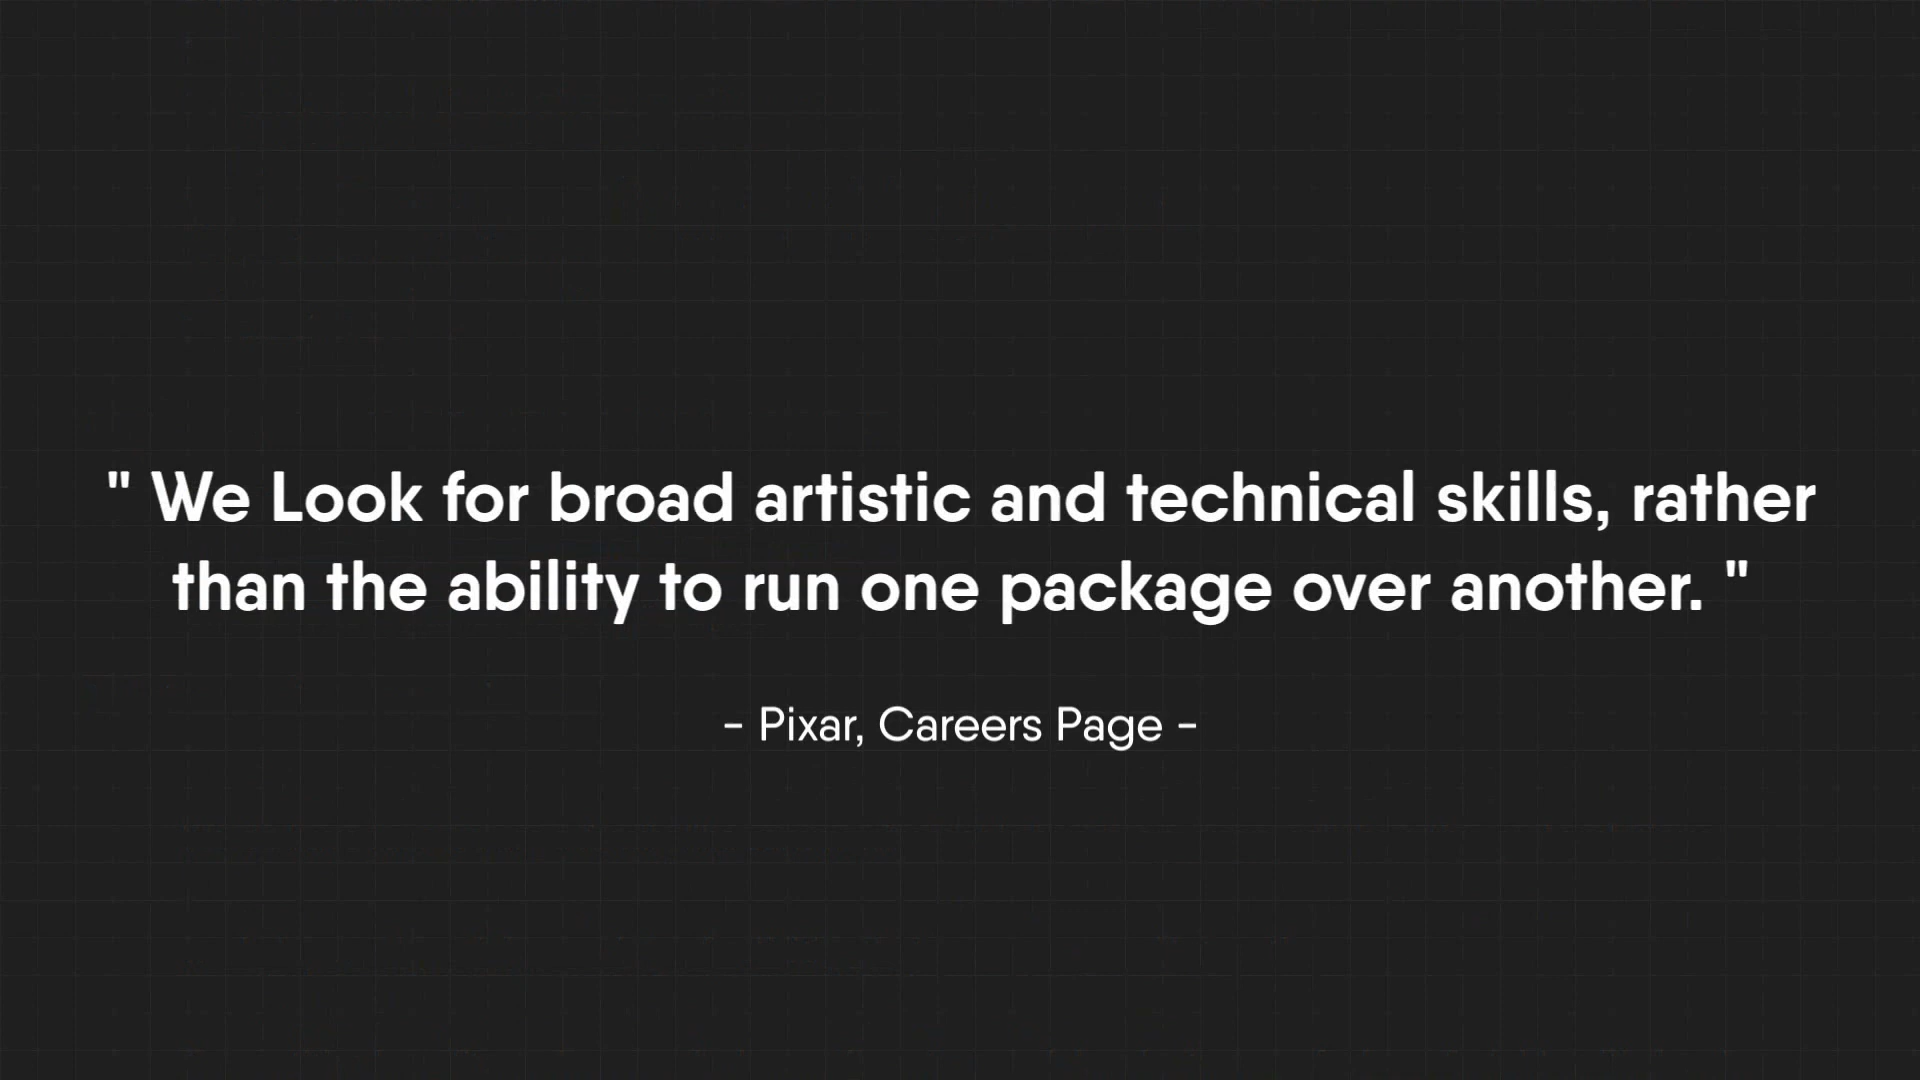 " We Look for broad artistic and technical skills, rather
than the ability to run one package over another. "
- Pixar, Careers Page -